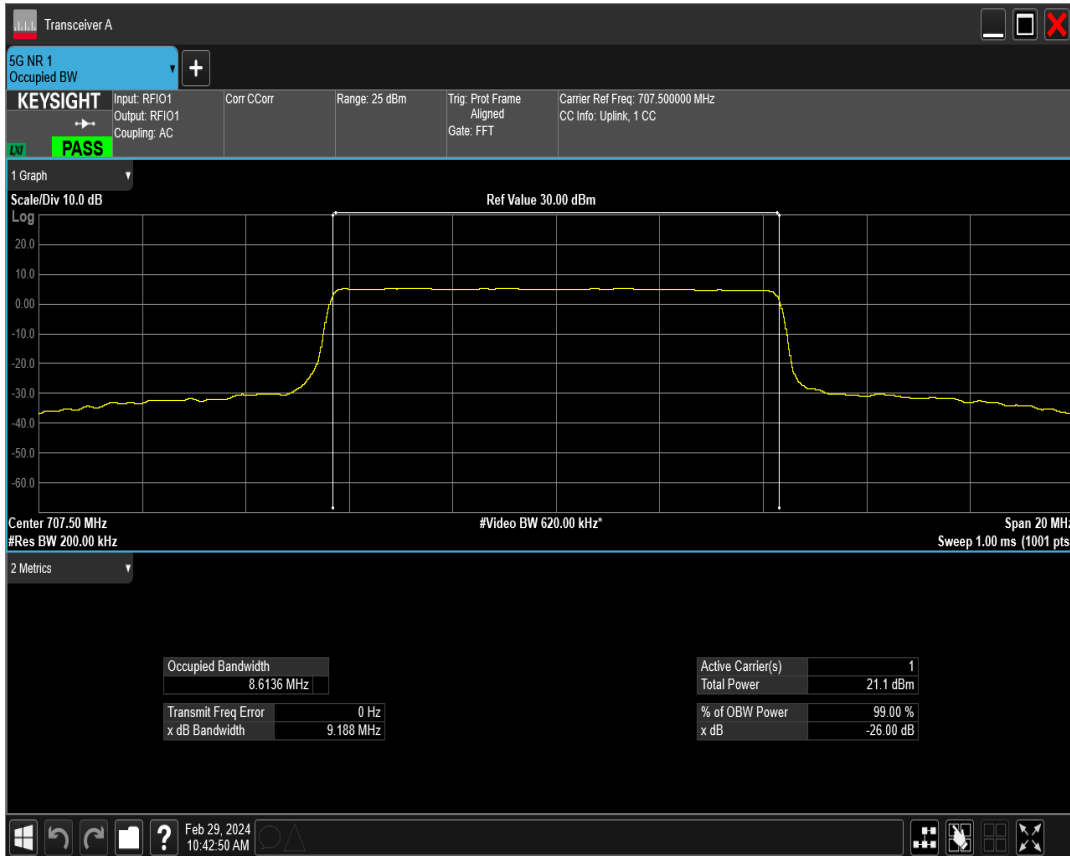 Transceiver A
5G NR 1
Occupied BW
+
KEYSIGHT
LXI
PASS
Input: RFIO1
Output: RFIO1
Coupling: AC
Corr CCorr
Range: 25 dBm
Trig: Prot Frame
Aligned
Gate: FFT
Carrier Ref Freq: 707.500000 MHz
CC Info: Uplink, 1 CC
1 Graph
Scale/Div 10.0 dB
Ref Value 30.00 dBm
Log
20.0
10.0
0.00
-10.0
-20.0
-30.0
-40.0
-50.0
-60.0
Center 707.50 MHz
#Video BW 620.00 kHz*
Span 20 MHz
#Res BW 200.00 kHz
Sweep 1.00 ms (1001 pts
2 Metrics
Occupied Bandwidth
8.6136 MHz
Transmit Freq Error 0 Hz
x dB Bandwidth 9.188 MHz
Active Carrier(s) 1
Total Power 21.1 dBm
% of OBW Power 99.00 %
x dB -26.00 dB
?
Feb 29, 2024
10:42:50 AM